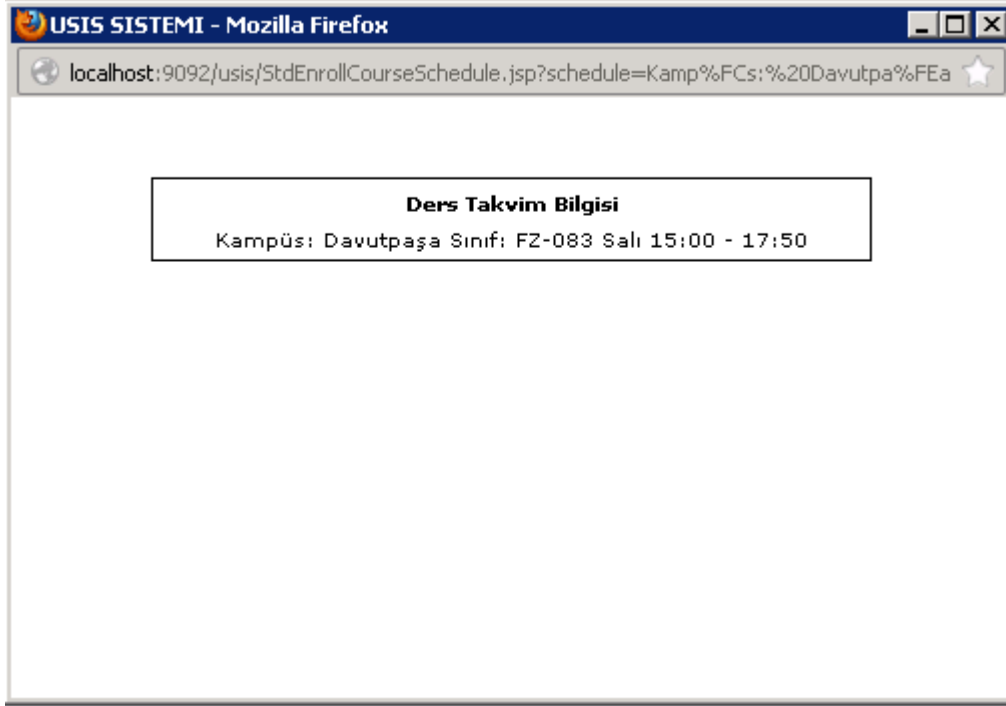 USIS SISTEMI - Mozilla Firefox
localhost:9092/usis/StdEnrollCourseSchedule.jsp?schedule=Kamp%FCs:%20Davutpa%FEa
Ders Takvim Bilgisi
Kampüs: Davutpaşa Sınıf: FZ-083 Salı 15:00 - 17:50